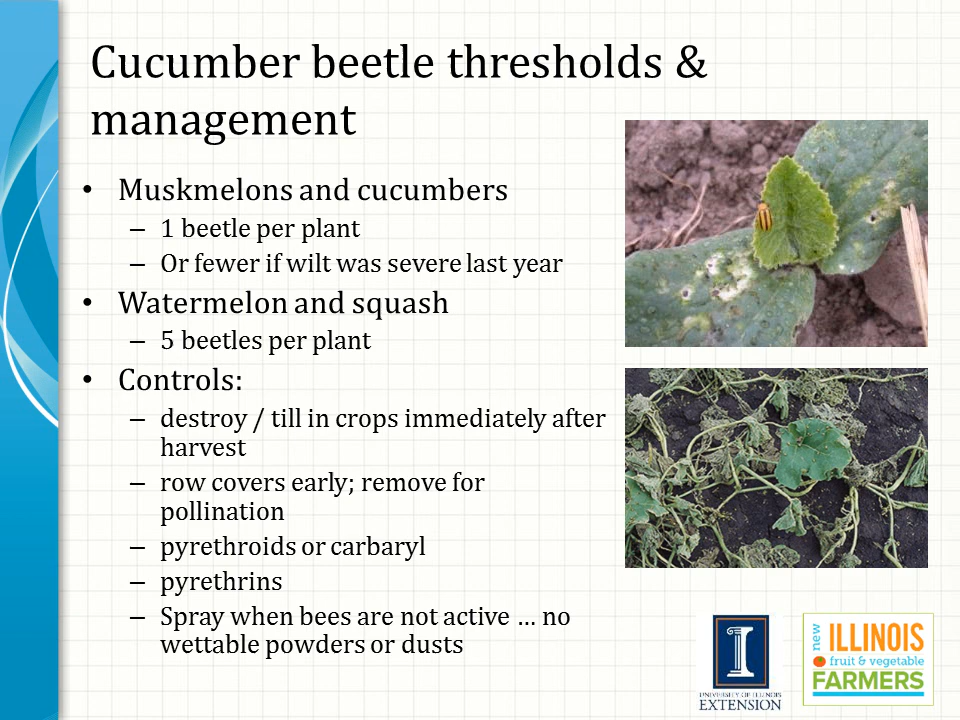 Cucumber beetle thresholds &
management
• Muskmelons and cucumbers
– 1 beetle per plant
– Or fewer if wilt was severe last year
• Watermelon and squash
– 5 beetles per plant
• Controls:
– destroy / till in crops immediately after
harvest
– row covers early; remove for
pollination
– pyrethroids or carbaryl
– pyrethrins
– Spray when bees are not active … no
wettable powders or dusts
I
UNIVERSITY OF ILLINOIS
EXTENSION
new
ILLINOIS
fruit & vegetable
FARMERS